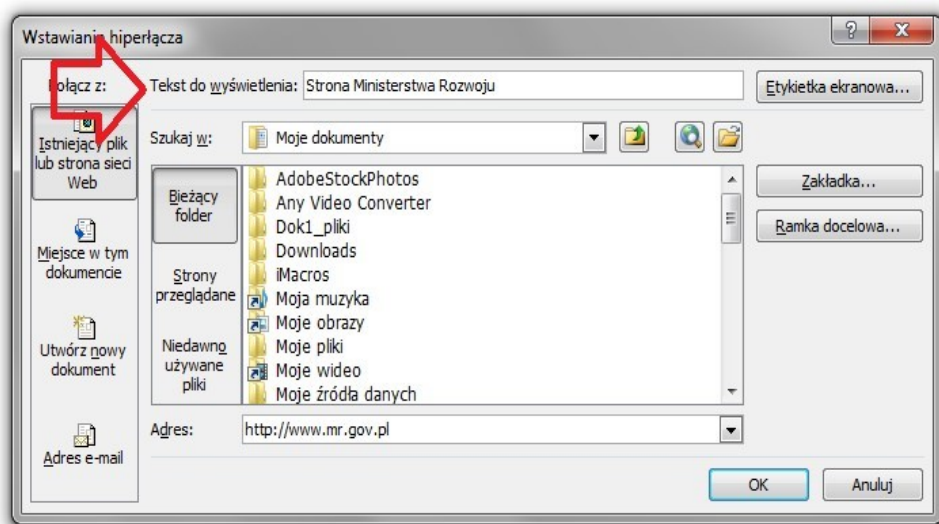 Wstawianie hiperłącza
Połącz z:
Tekst do wyświetlenia: Strona Ministerstwa Rozwoju
Etykietka ekranowa...
Istniejący plik
lub strona sieci
Web
Miejsce w tym
dokumencie
Utwórz nowy
dokument
Adres e-mail
Szukaj w: Moje dokumenty
Bieżący
folder
Strony
przeglądane
Niedawno
używane
pliki
AdobeStockPhotos
Any Video Converter
Dok1_pliki
Downloads
iMacros
Moja muzyka
Moje obrazy
Moje pliki
Moje wideo
Moje źródła danych
Zakładka...
Ramka docelowa...
Adres: http://www.mr.gov.pl
OK
Anuluj